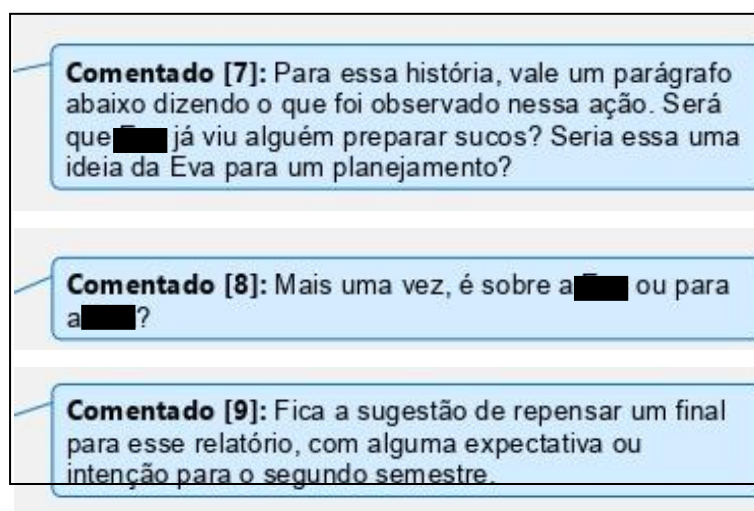 Comentado [7]: Para essa história, vale um parágrafo
abaixo dizendo o que foi observado nessa ação. Será
que já viu alguém preparar sucos? Seria essa uma
ideia da Eva para um planejamento?
Comentado [8]: Mais uma vez, é sobre a ou para
a ?
Comentado [9]: Fica a sugestão de repensar um final
para esse relatório, com alguma expectativa ou
intenção para o segundo semestre.